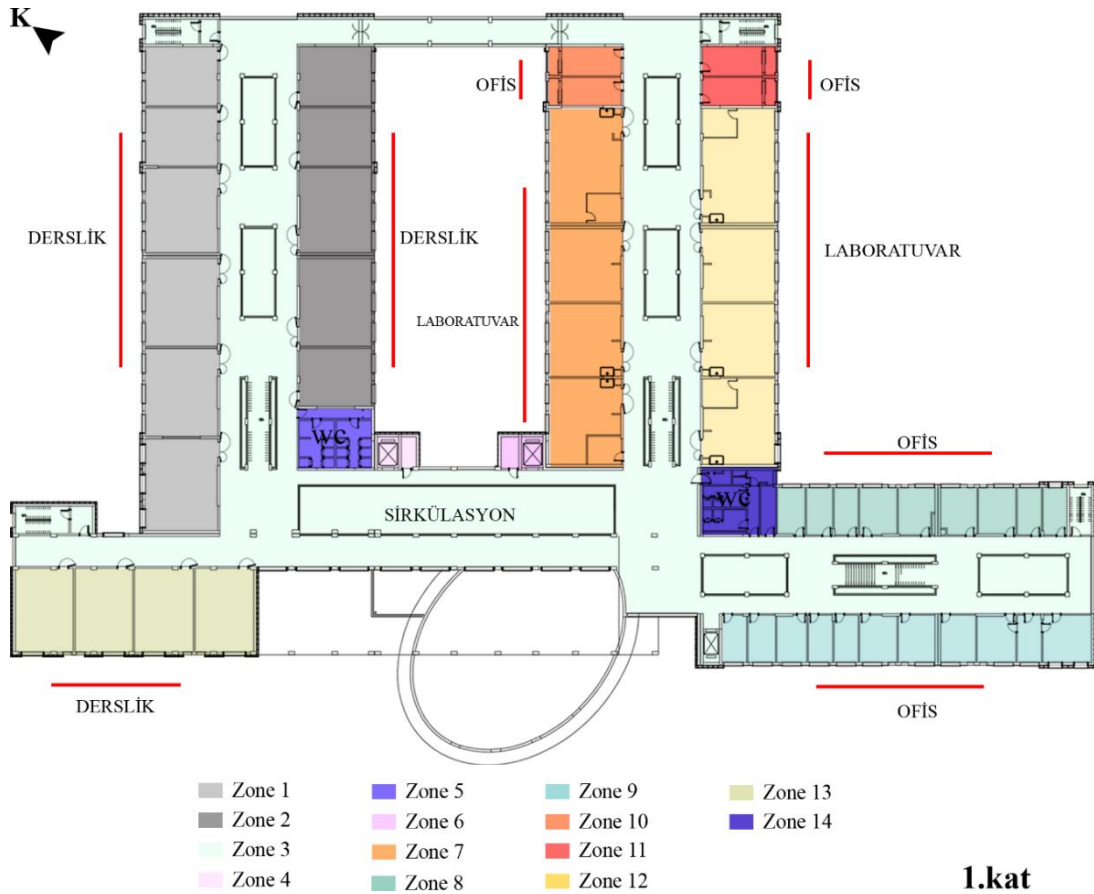 K
OFİS
OFİS
DERSLİK
DERSLİK
LABORATUVAR
LABORATUVAR
WC
OFİS
WC
SİRKÜLASYON
DERSLİK
OFİS
Zone 1
Zone 2
Zone 3
Zone 4
Zone 5
Zone 6
Zone 7
Zone 8
Zone 9
Zone 10
Zone 11
Zone 12
Zone 13
Zone 14
1.kat